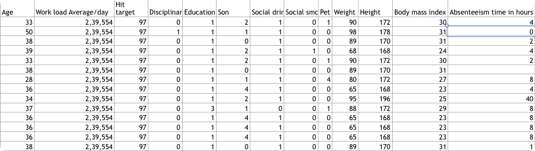 Age Work load Average/day Hit target Disciplinar Education Son Social drir Social smo Pet Weight Height Body mass index Absenteeism time in hours
33 2,39,554 97 0 1 2 1 0 1 90 172 30 4
50 2,39,554 97 1 1 1 1 0 0 98 178 31 0
38 2,39,554 97 0 1 0 1 0 0 89 170 31 2
39 2,39,554 97 0 1 2 1 1 0 68 168 24 4
33 2,39,554 97 0 1 2 1 0 1 90 172 30 2
38 2,39,554 97 0 1 0 1 0 0 89 170 31
28 2,39,554 97 0 1 1 1 0 4 80 172 27 8
36 2,39,554 97 0 1 4 1 0 0 65 168 23 4
34 2,39,554 97 0 1 2 1 0 0 95 196 25 40
37 2,39,554 97 0 3 1 0 0 1 88 172 29 8
36 2,39,554 97 0 1 4 1 0 0 65 168 23 8
36 2,39,554 97 0 1 4 1 0 0 65 168 23 8
36 2,39,554 97 0 1 4 1 0 0 65 168 23 8
38 2,39,554 97 0 1 0 1 0 0 89 170 31 1